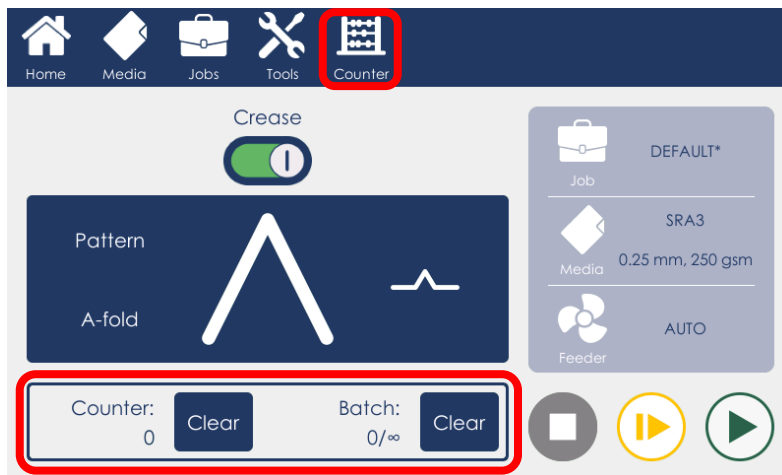 Home Media Jobs Tools Counter
Crease
Pattern
A-fold
Counter:
0
Clear
Batch:
0/∞
Clear
DEFAULT*
Job
SRA3
0.25 mm, 250 gsm
Media
AUTO
Feeder